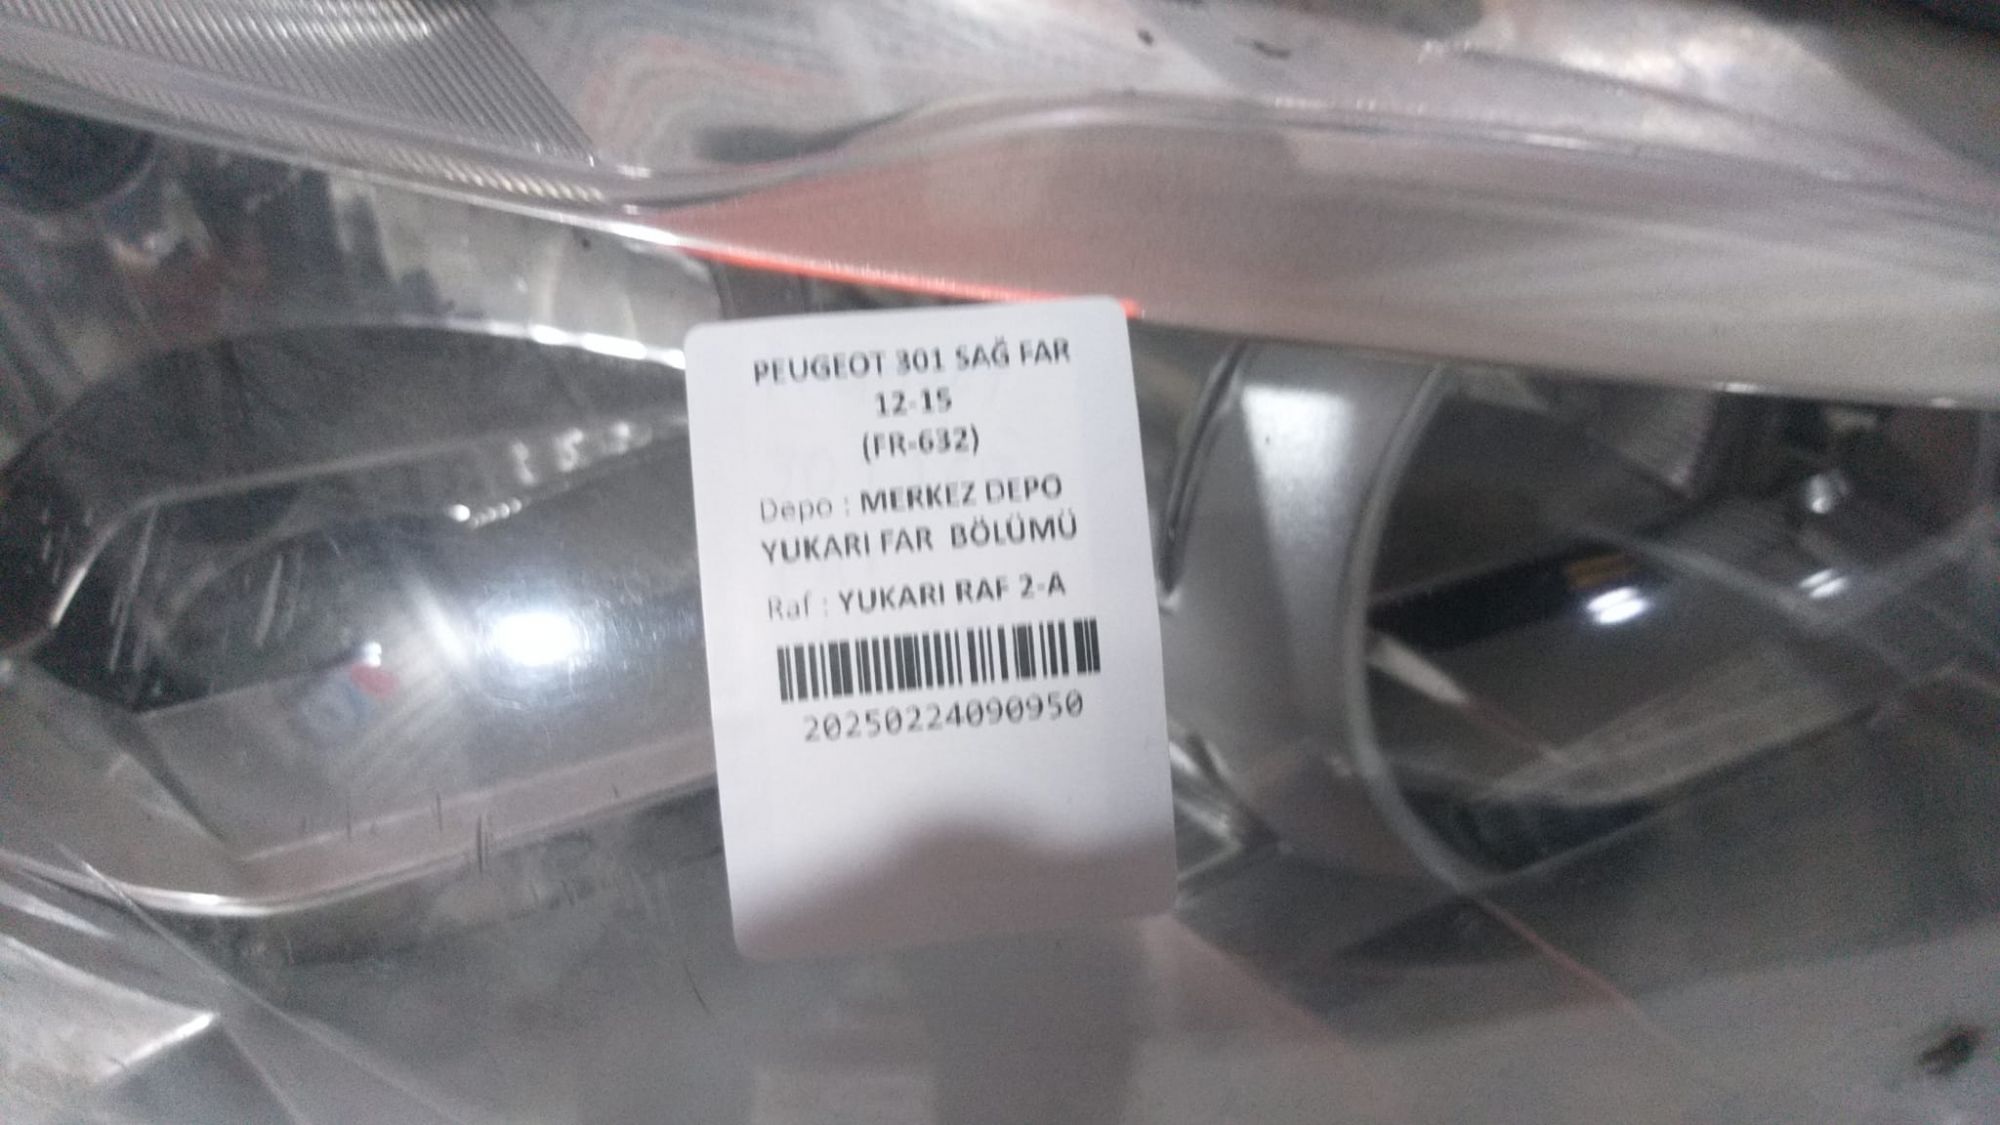 PEUGEOT 301 SAĞ FAR
12-15
(FR-632)
Depo : MERKEZ DEPO
YUKARI FAR BÖLÜMÜ
Raf : YUKARI RAF 2-A
20250224090950